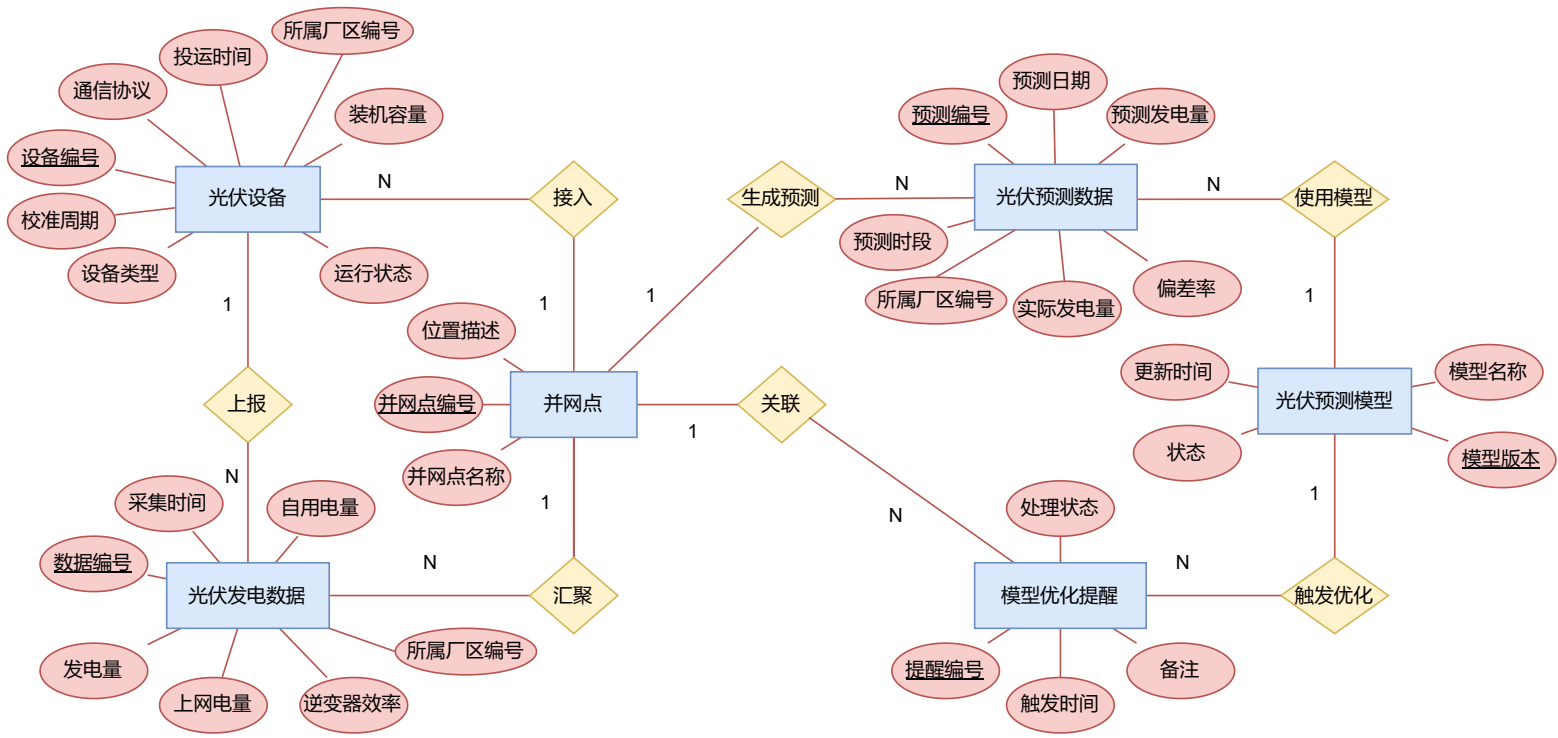 所属厂区编号
投运时间
通信协议
装机容量
设备编号
光伏设备
校准周期
设备类型
运行状态
N
接入
1
1
上报
N
生成预测
N
1
预测日期
预测编号
预测发电量
光伏预测数据
预测时段
所属厂区编号
实际发电量
偏差率
N
使用模型
1
位置描述
并网点编号
并网点
并网点名称
1
关联
N
1
汇聚
N
更新时间
模型名称
光伏预测模型
状态
模型版本
1
触发优化
N
采集时间
自用电量
数据编号
光伏发电数据
发电量
上网电量
逆变器效率
所属厂区编号
处理状态
模型优化提醒
提醒编号
触发时间
备注